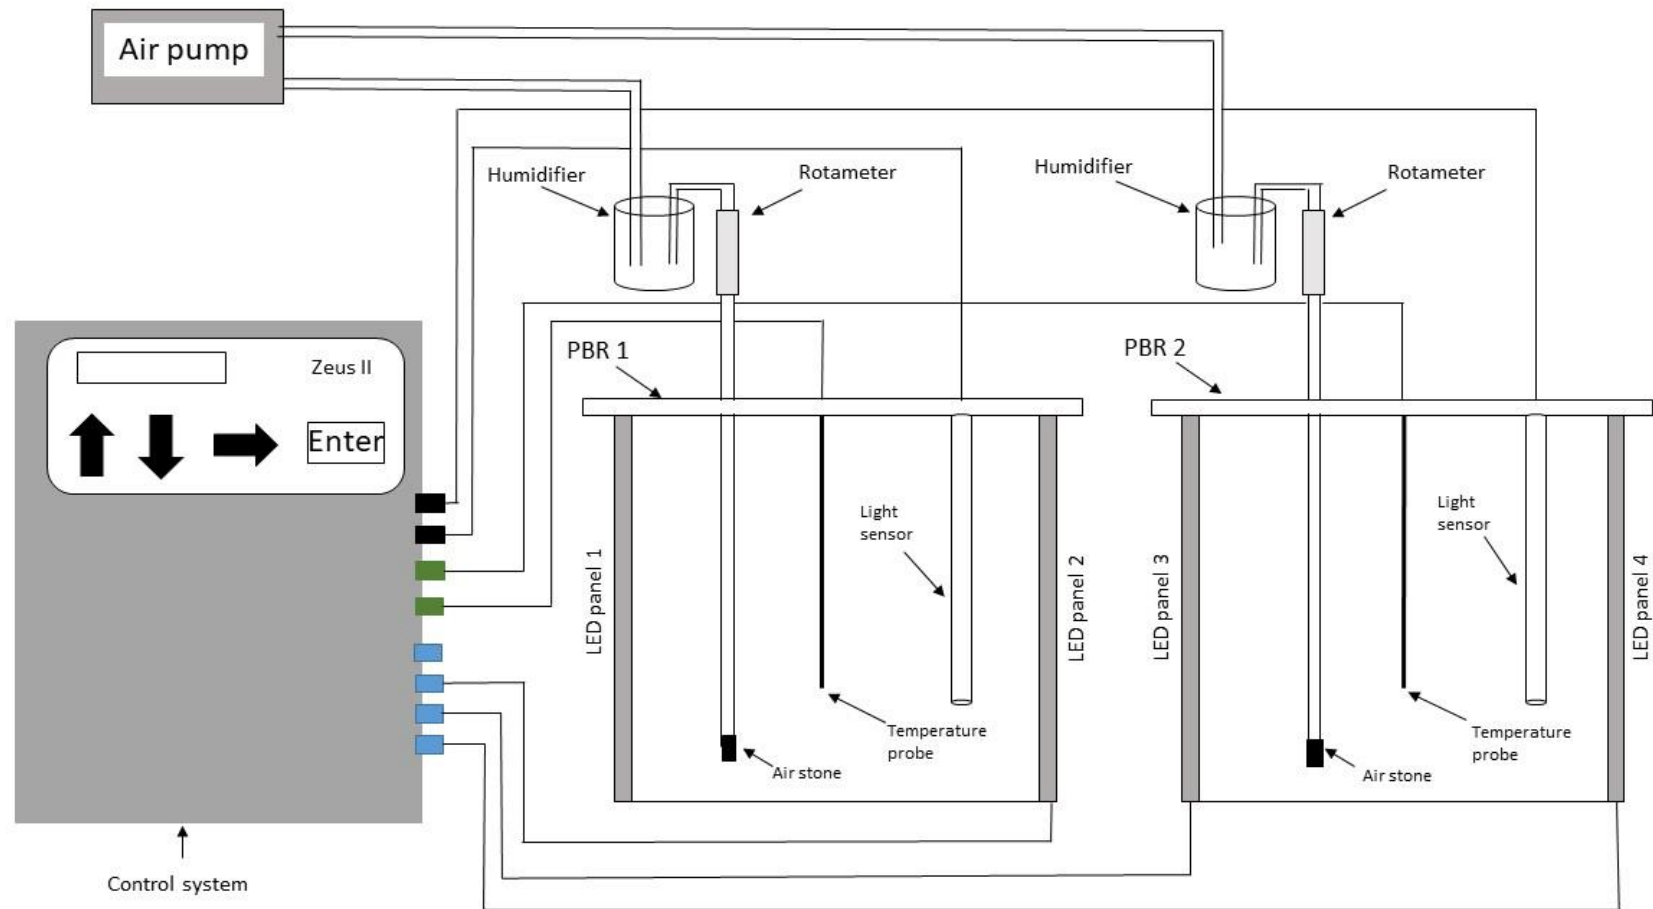 Air pump
Humidifier
Rotameter
Humidifier
Rotameter
Zeus II
Enter
PBR 1
PBR 2
Light
sensor
Light
sensor
LED panel 1
LED panel 2
LED panel 3
LED panel 4
Temperature
probe
Air stone
Temperature
probe
Air stone
Control system